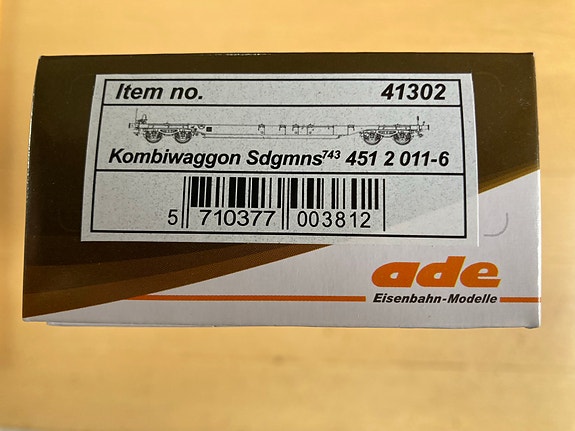 Item no. 41302
Kombiwaggon Sdgmns743 451 2 011-6
5 710377 003812
ade
Eisenbahn-Modelle